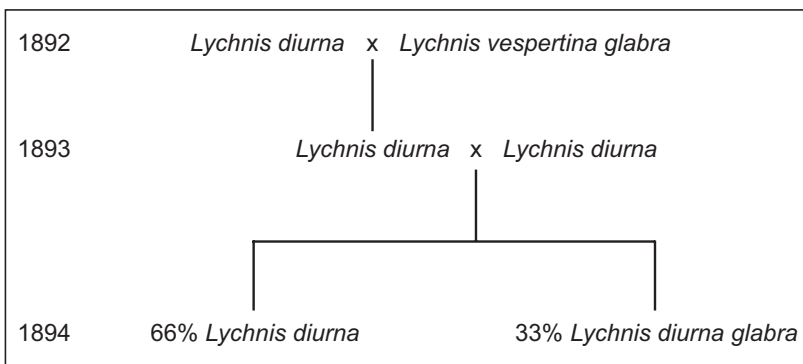 1892 Lychnis diurna x Lychnis vespertina glabra
1893 Lychnis diurna x Lychnis diurna
1894 66% Lychnis diurna 33% Lychnis diurna glabra